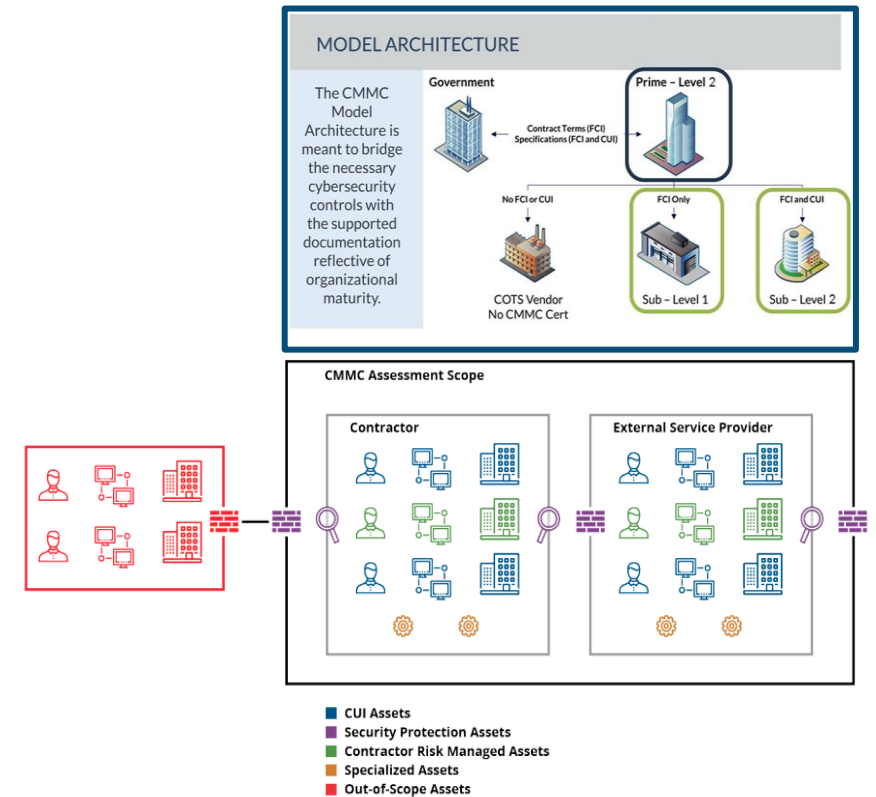 MODEL ARCHITECTURE
The CMMC
Model
Architecture is
meant to bridge
the necessary
cybersecurity
controls with
the supported
documentation
reflective of
organizational
maturity.
Government
Prime – Level 2
Contract Terms (FCI)
Specifications (FCI and CUI)
No FCI or CUI
FCI Only
FCI and CUI
COTS Vendor
No CMMC Cert
Sub – Level 1
Sub – Level 2
CMMC Assessment Scope
Contractor
External Service Provider
CUI Assets
Security Protection Assets
Contractor Risk Managed Assets
Specialized Assets
Out-of-Scope Assets